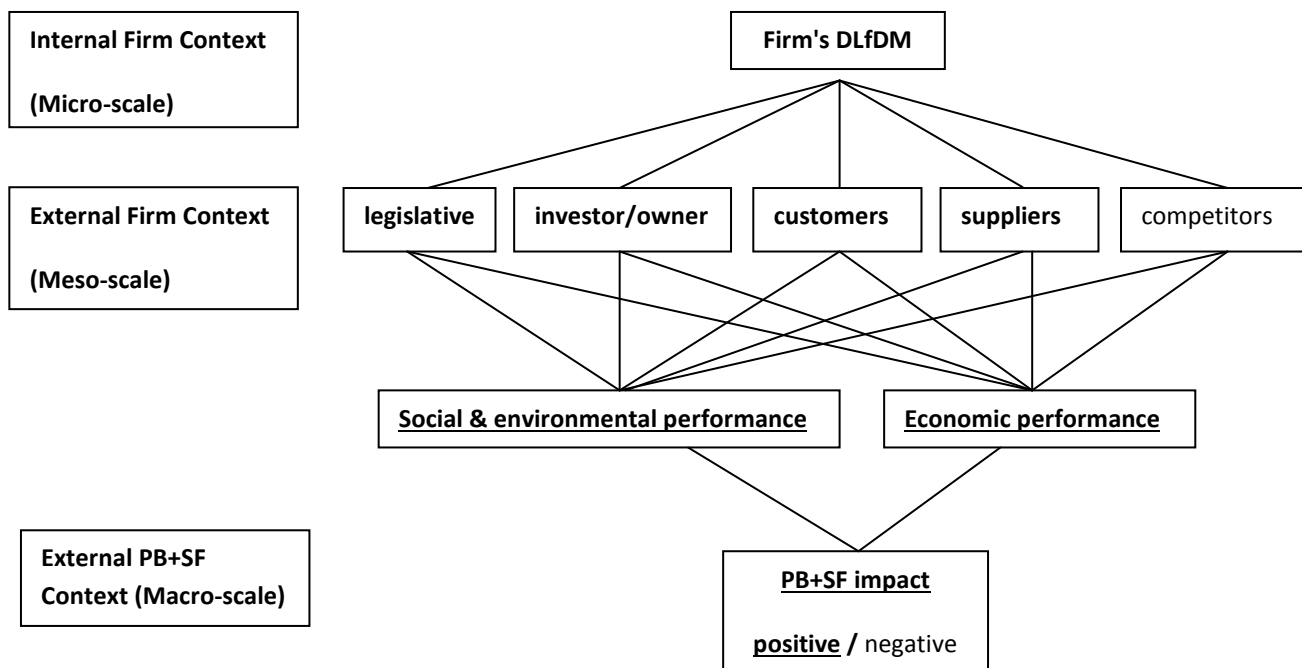 Internal Firm Context
(Micro-scale)
Firm's DLfDM
External Firm Context
(Meso-scale)
legislative
investor/owner
customers
suppliers
competitors
Social & environmental performance
Economic performance
External PB+SF
Context (Macro-scale)
PB+SF impact
positive / negative